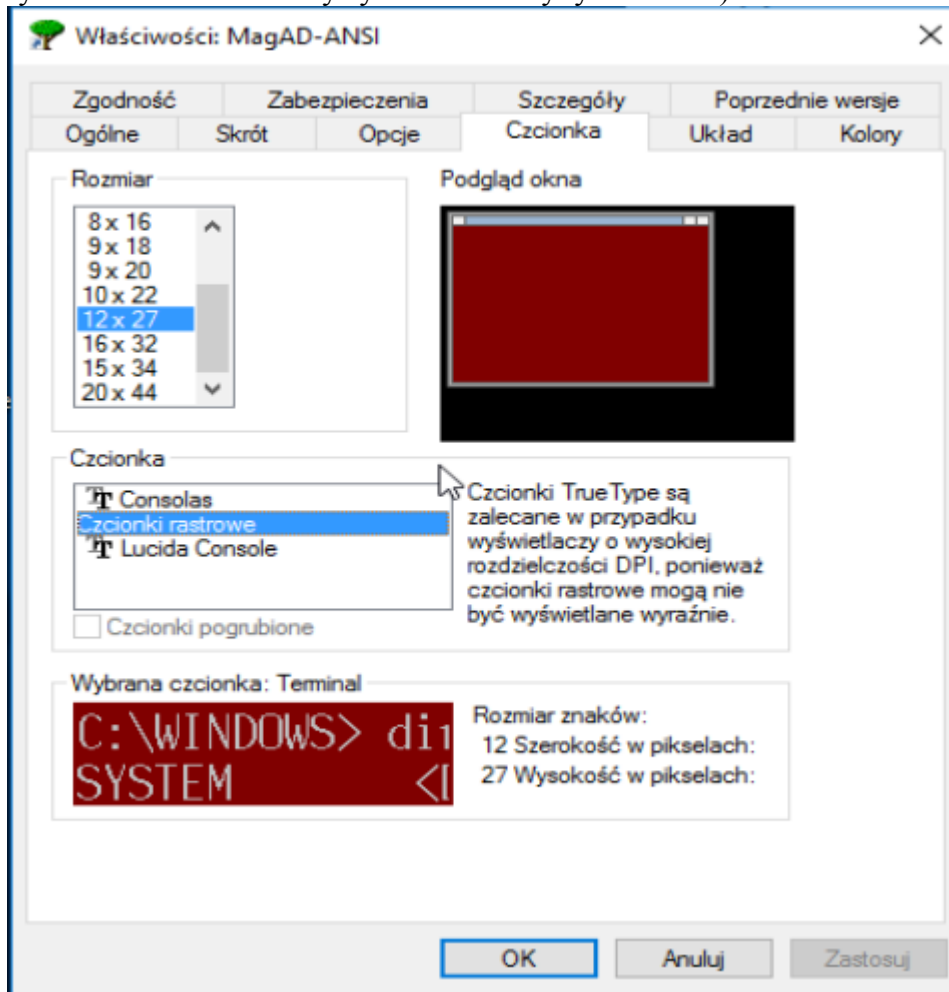 Właściwości: MagAD-ANSI
Zgodność Zabezpieczenia Szczegóły Poprzednie wersje
Ogólne Skrót Opcje Czcionka Układ Kolory
Rozmiar
8 x 16
9 x 18
9 x 20
10 x 22
12 x 27
16 x 32
15 x 34
20 x 44
Podgląd okna
Czcionka
Consolas
Czcionki rastrowe
Lucida Console
Czcionki pogrubione
Czcionki TrueType są
zalecane w przypadku
wyświetlaczy o wysokiej
rozdzielczości DPI, ponieważ
czcionki rastrowe mogą nie
być wyświetlane wyraźnie.
Wybrana czcionka: Terminal
C:\WINDOWS> dir
SYSTEM <[
Rozmiar znaków:
12 Szerokość w pikselach:
27 Wysokość w pikselach:
OK Anuluj Zastosuj